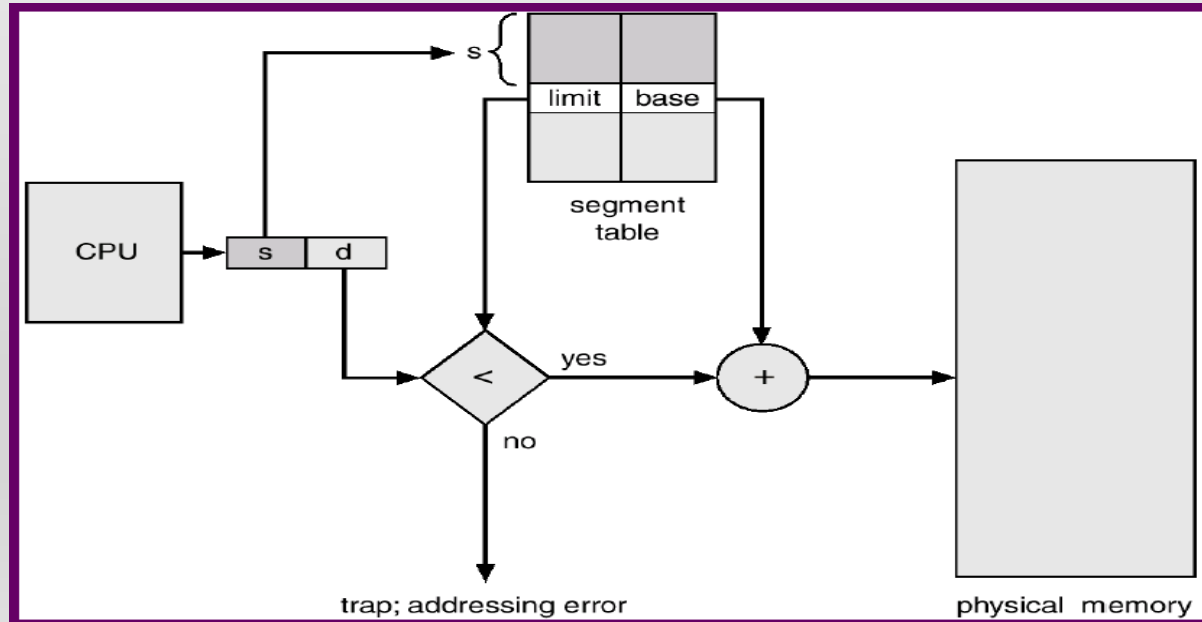 s
limit base
segment
table
CPU
s d
< yes +
no
trap; addressing error
physical memory